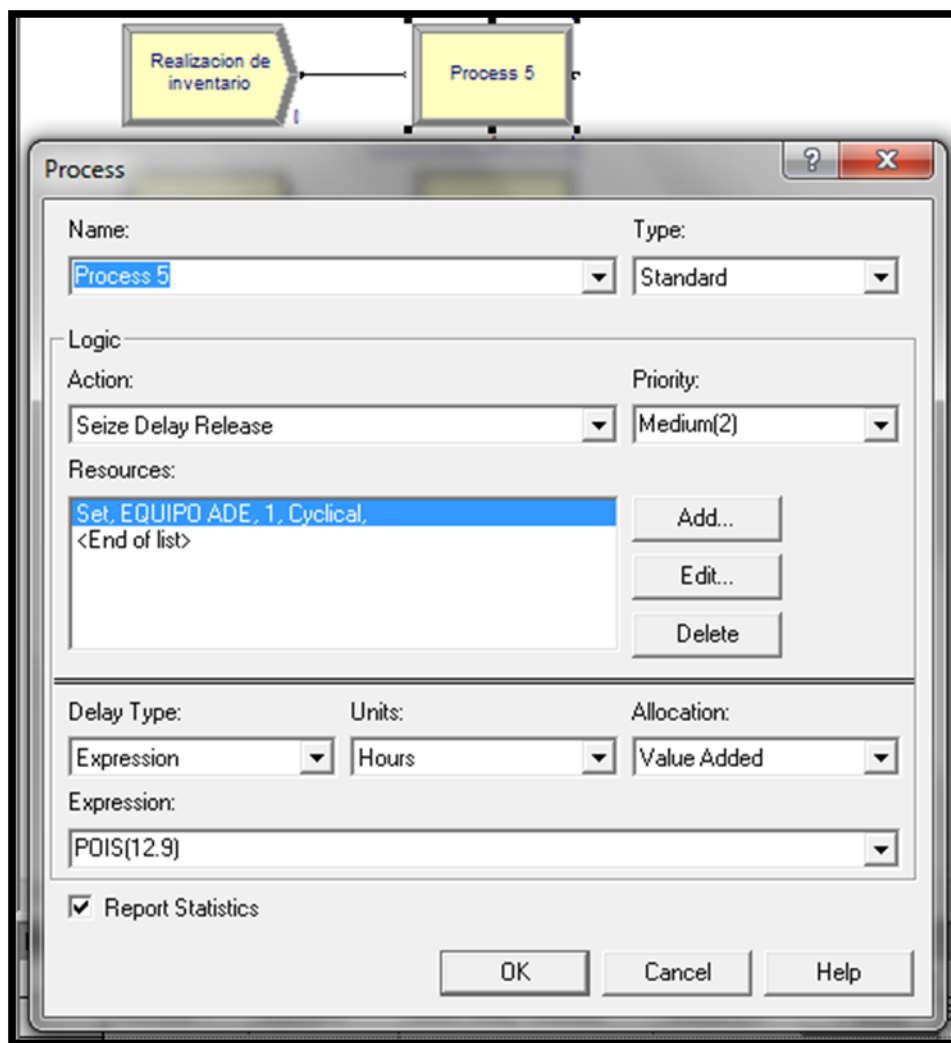 Realizacion de
inventario
Process 5
0
Process
Name:
Type:
Process 5
Standard
Logic
Action:
Priority:
Seize Delay Release
Medium(2)
Resources:
Set, EQUIPO ADE, 1, Cyclical,
<End of list>
Add...
Edit...
Delete
Delay Type:
Units:
Allocation:
Expression
Hours
Value Added
Expression:
POIS(12.9)
Report Statistics
OK
Cancel
Help